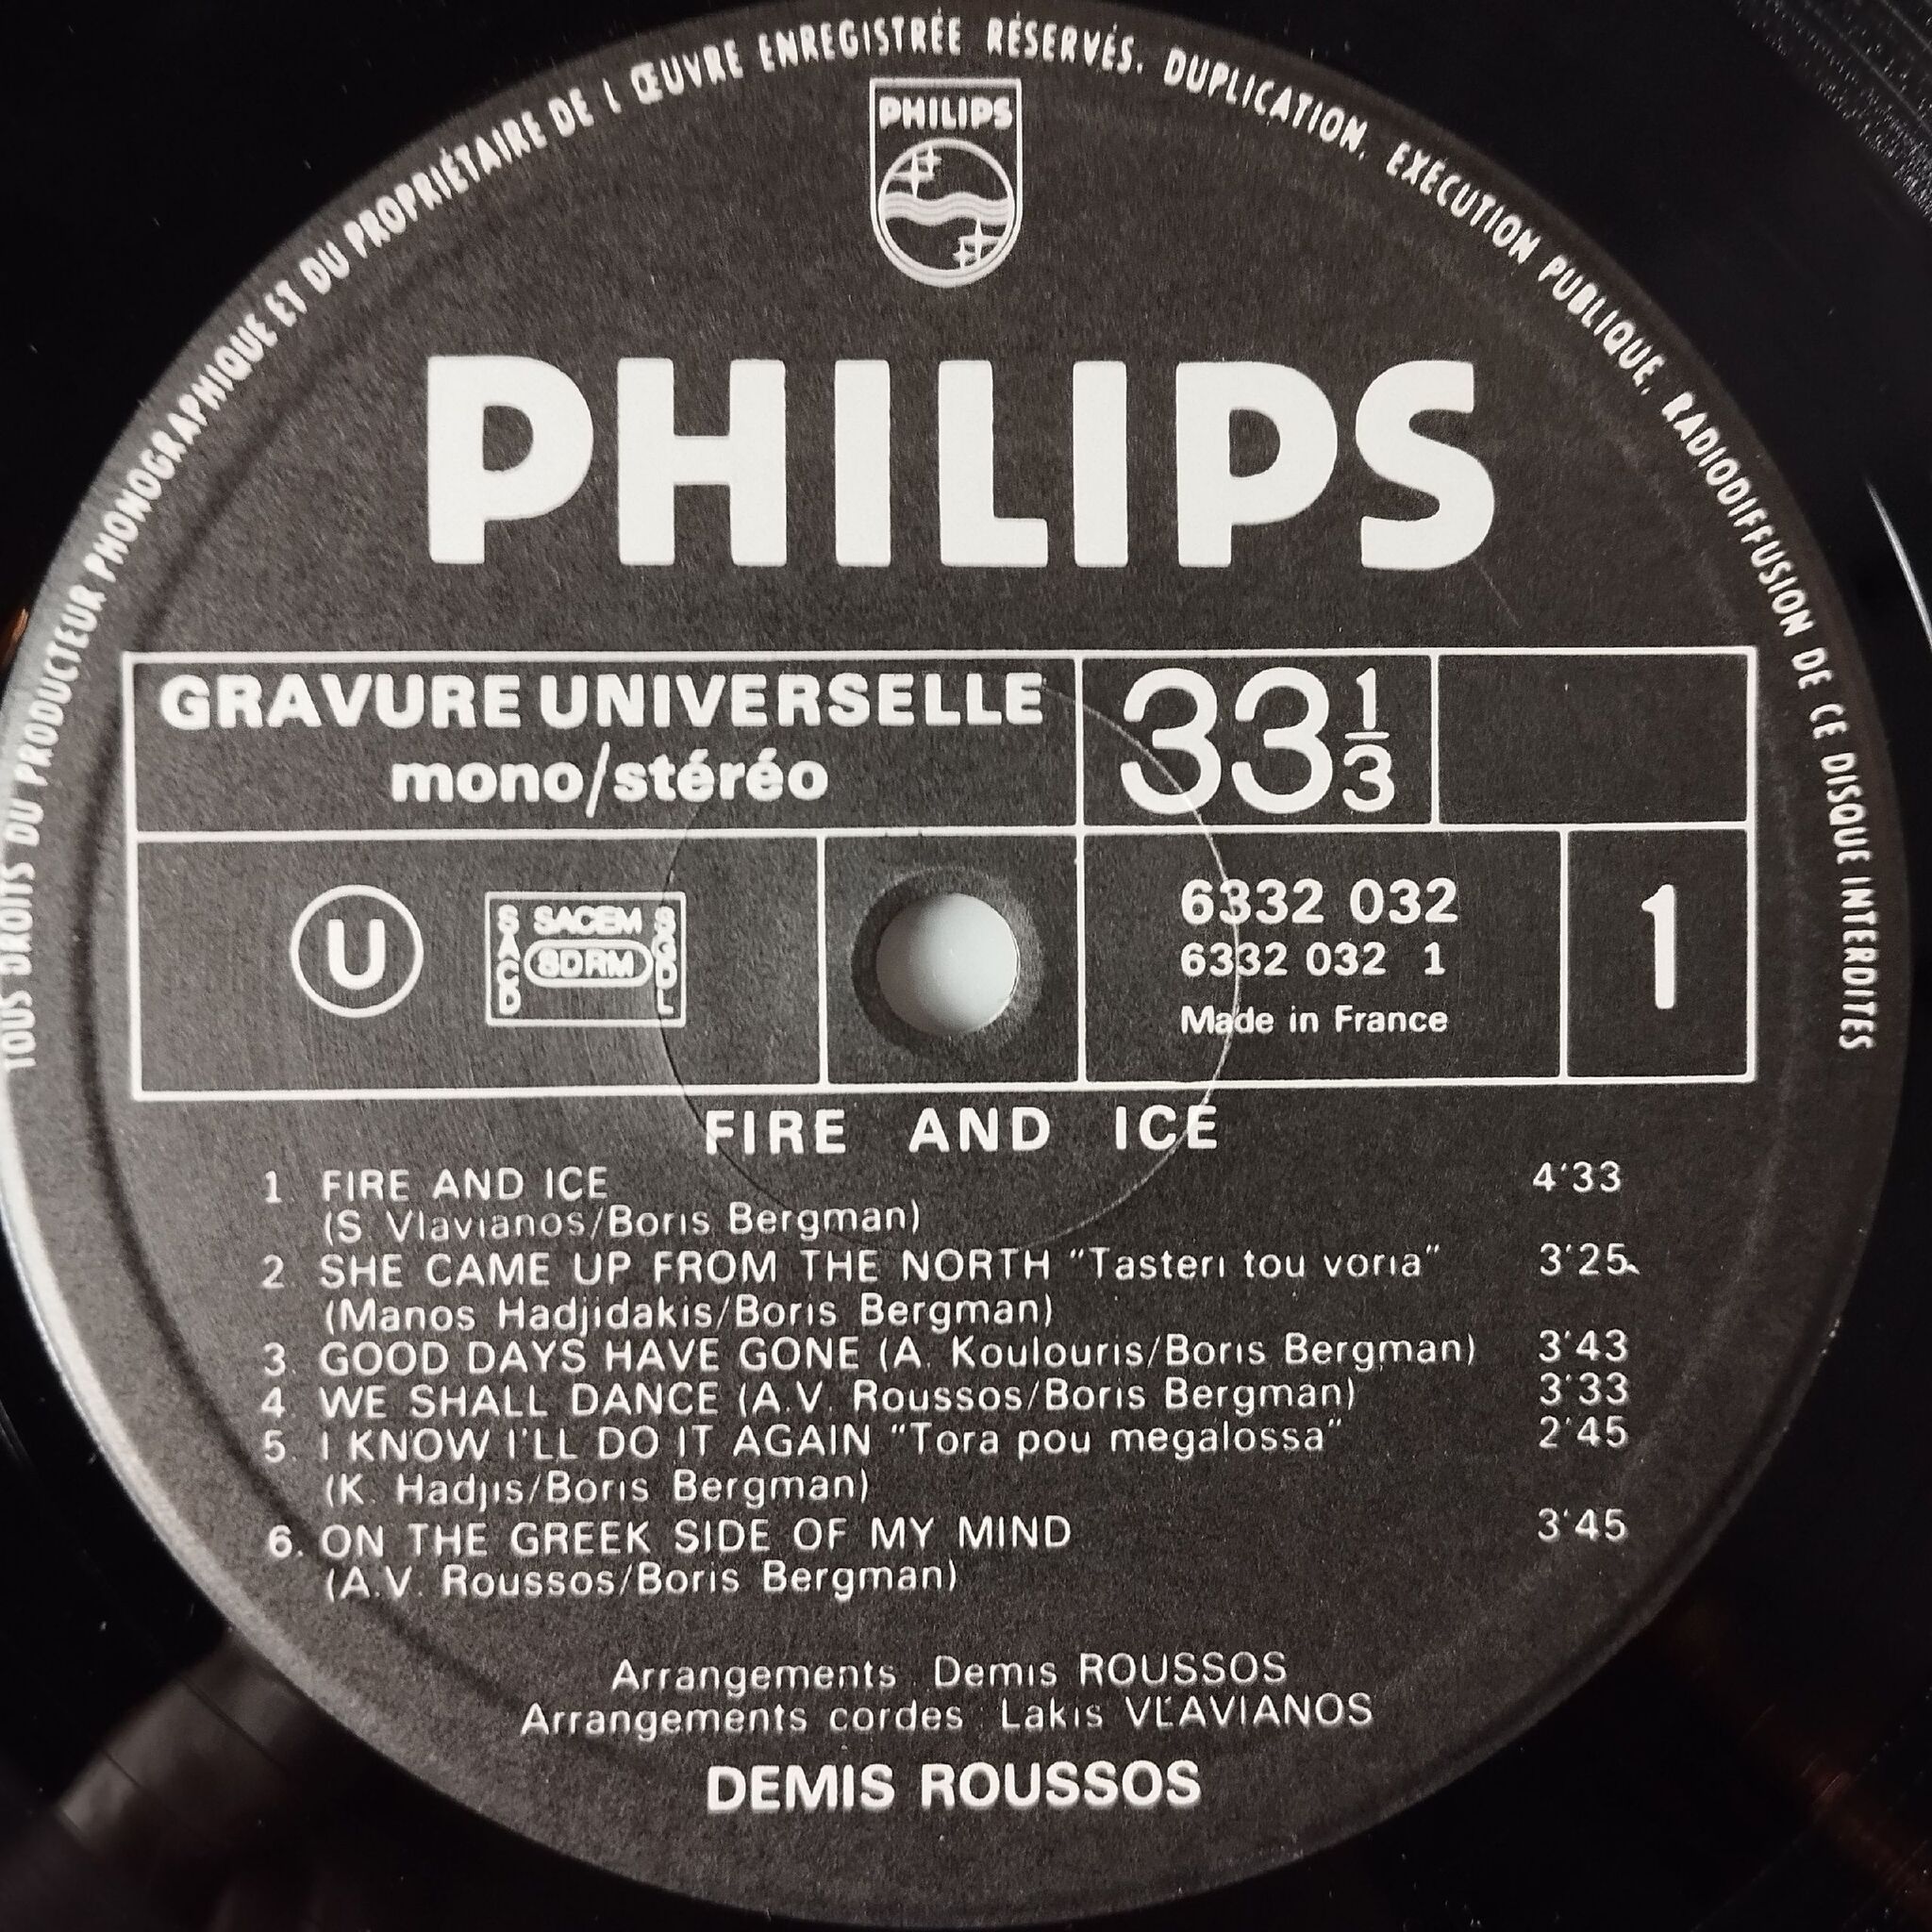 TOUS DROITS DU PRODUCTEUR PHONOGRAPHIQUE ET DU PROPRIÉTAIRE DE L ŒUVRE ENREGISTRÉE RÉSERVÉS. DUPLICATION, EXÉCUTION PUBLIQUE, RADIODIFFUSION DE CE DISQUE INTERDITES
PHILIPS
PHILIPS
GRAVURE UNIVERSELLE
mono/stéréo
33 1/3
U
SACD
SACEM
SDRM
SGDL
6332 032
6332 032 1
Made in France
1
FIRE AND ICE
1. FIRE AND ICE 4'33
(S. Vlavianos/Boris Bergman)
2 SHE CAME UP FROM THE NORTH "Tasteri tou voria" 3'25
(Manos Hadjidakis/Boris Bergman)
3. GOOD DAYS HAVE GONE (A. Koulouris/Boris Bergman) 3'43
4. WE SHALL DANCE (A.V. Roussos/Boris Bergman) 3'33
5. I KNOW I'LL DO IT AGAIN "Tora pou megalossa" 2'45
(K. Hadjis/Boris Bergman)
6. ON THE GREEK SIDE OF MY MIND 3'45
(A.V. Roussos/Boris Bergman)
Arrangements : Demis ROUSSOS
Arrangements cordes : Lakis VLAVIANOS
DEMIS ROUSSOS